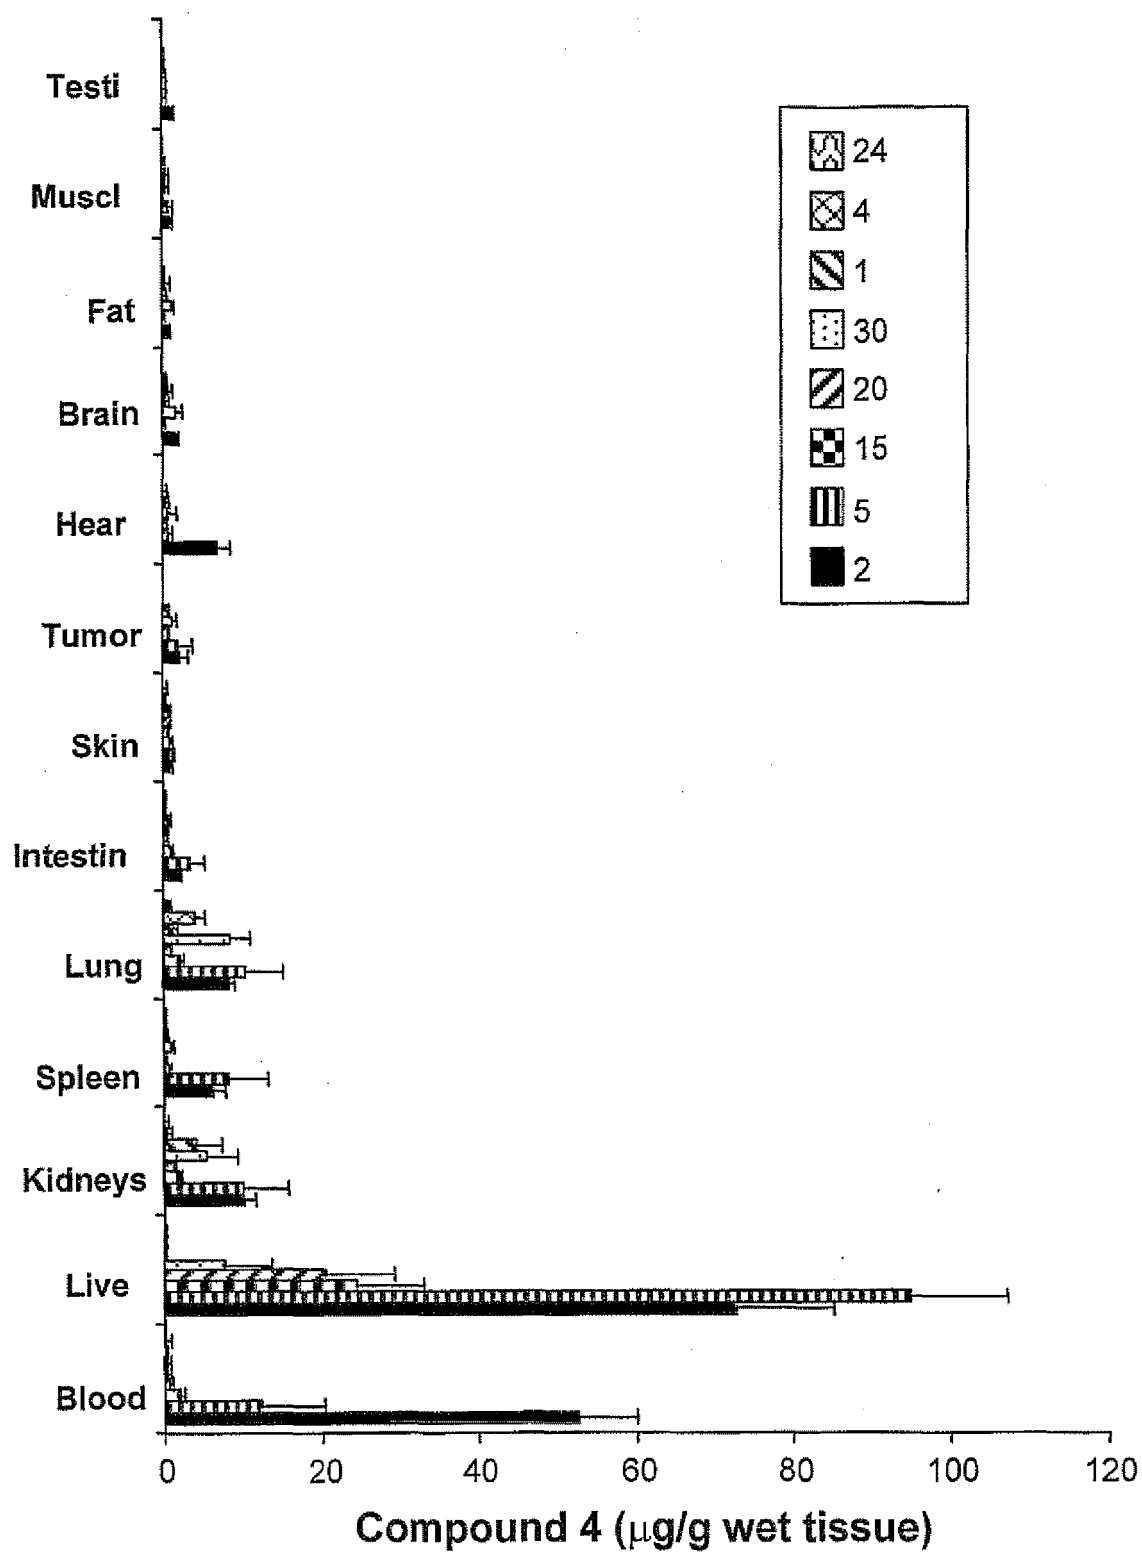 Testi
Muscl
Fat
Brain
Hear
Tumor
Skin
Intestin
Lung
Spleen
Kidneys
Live
Blood
24
4
1
30
20
15
5
2
0 20 40 60 80 100 120
Compound 4 (μg/g wet tissue)